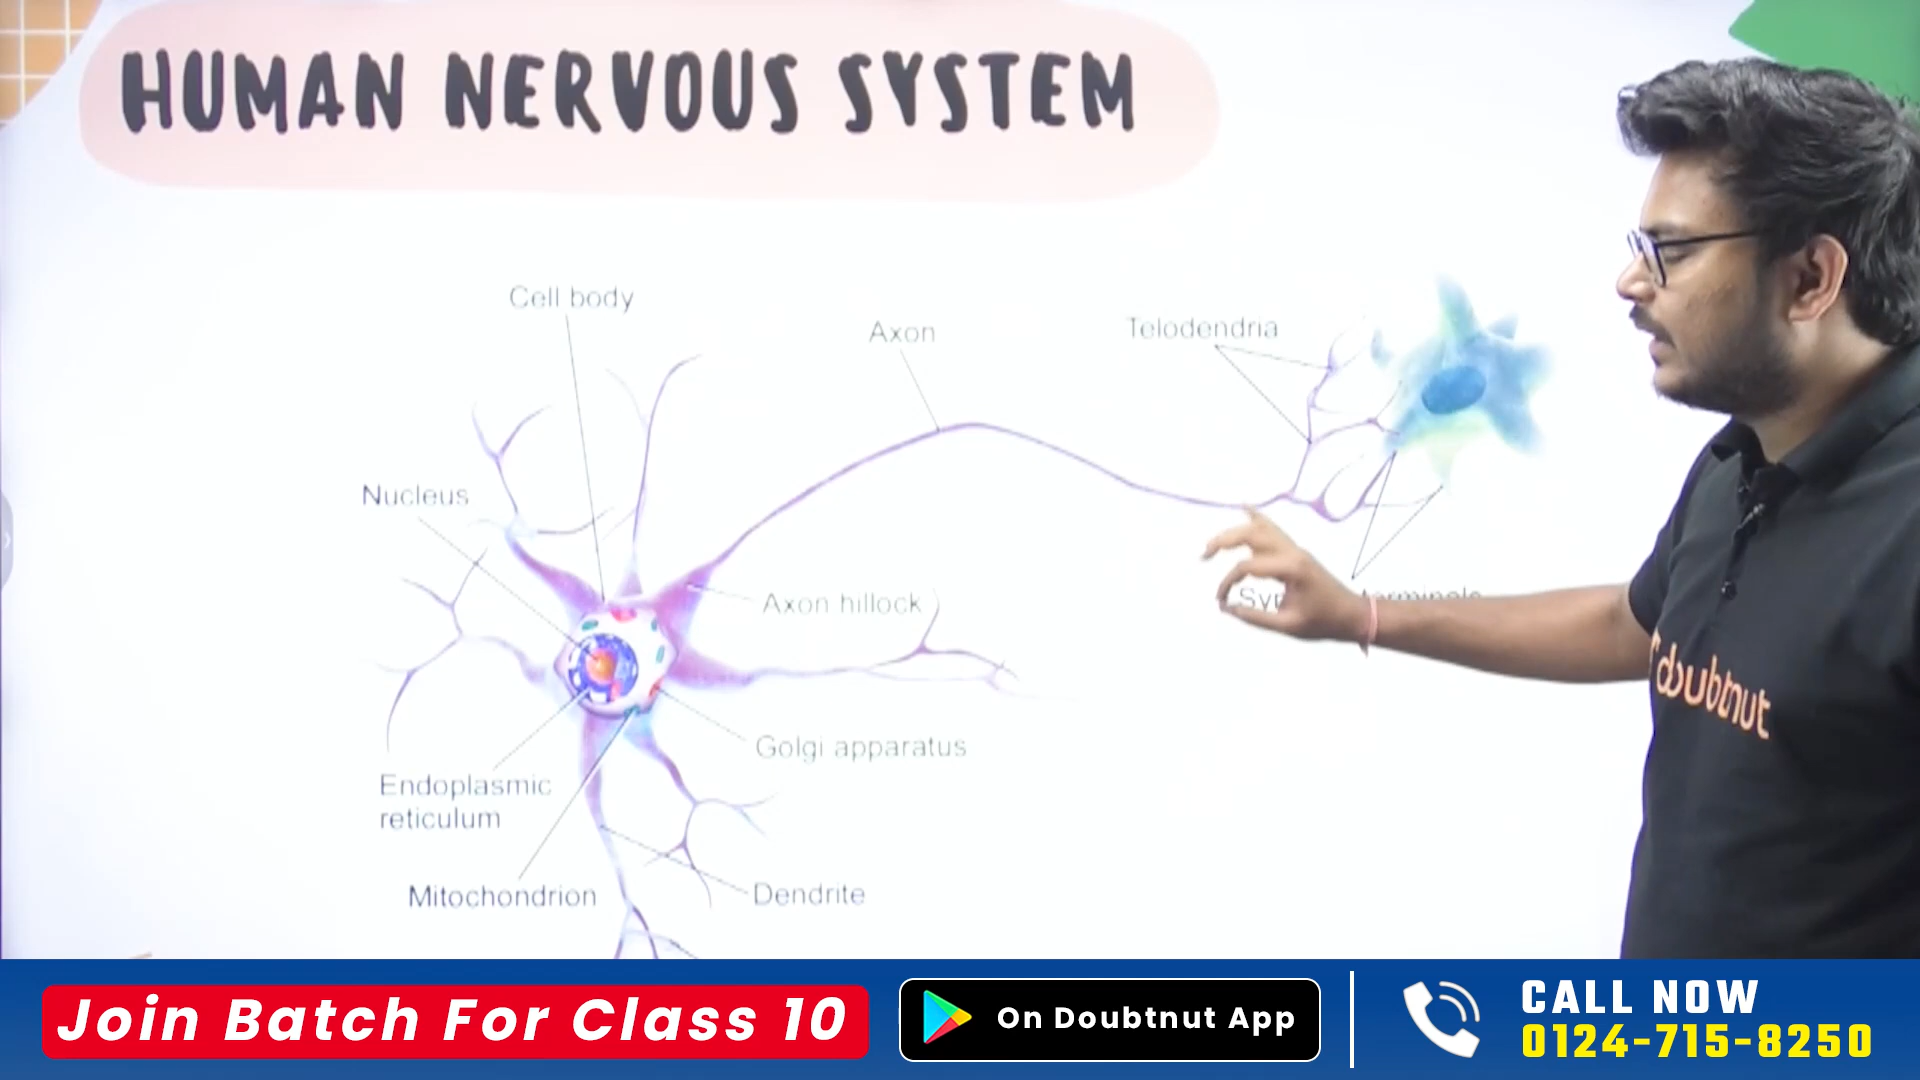 HUMAN NERVOUS SYSTEM
Cell body
Axon
Telodendria
Nucleus
Axon hillock
terminals
Golgi apparatus
Endoplasmic
reticulum
Mitochondrion
Dendrite
doubtnut
Join Batch For Class 10
On Doubtnut App
CALL NOW
0124-715-8250